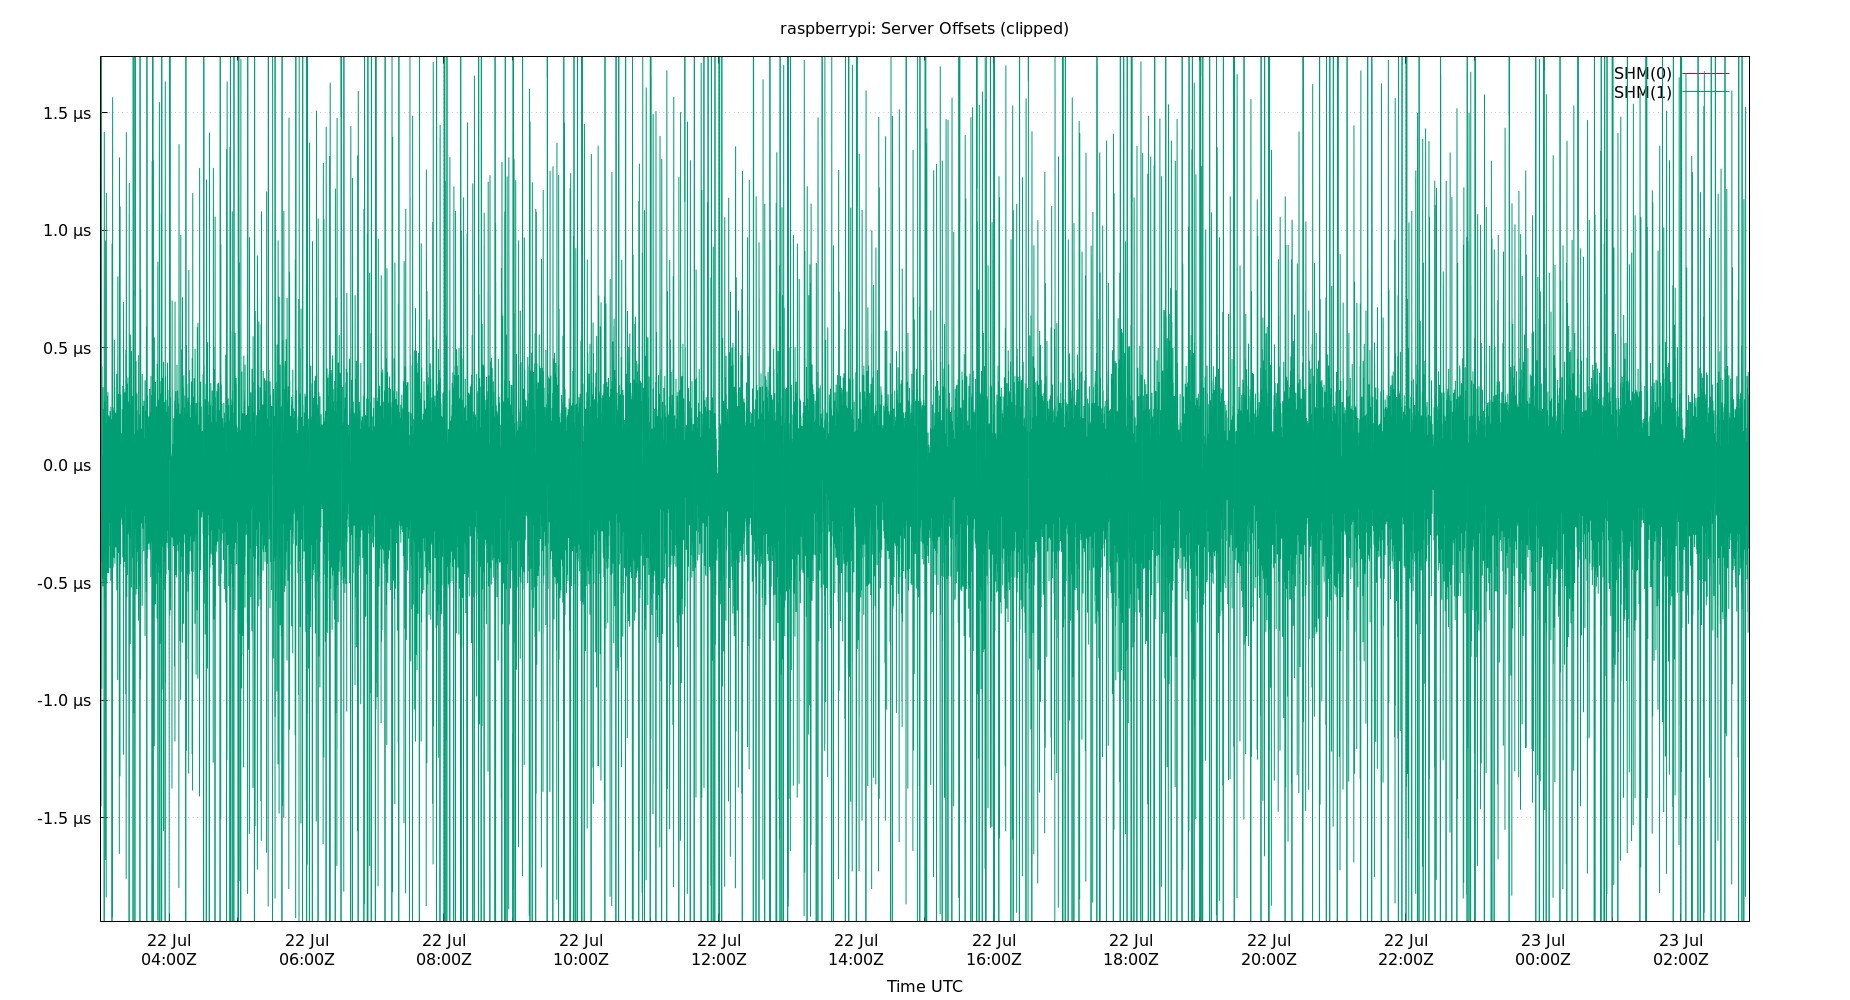 raspberrypi: Server Offsets (clipped)
SHM(0)
SHM(1)
1.5 µs
1.0 µs
0.5 µs
0.0 µs
-0.5 µs
-1.0 µs
-1.5 µs
22 Jul 22 Jul 22 Jul 22 Jul 22 Jul 22 Jul 22 Jul 22 Jul 22 Jul 22 Jul 23 Jul 23 Jul
04:00Z 06:00Z 08:00Z 10:00Z 12:00Z 14:00Z 16:00Z 18:00Z 20:00Z 22:00Z 00:00Z 02:00Z
Time UTC